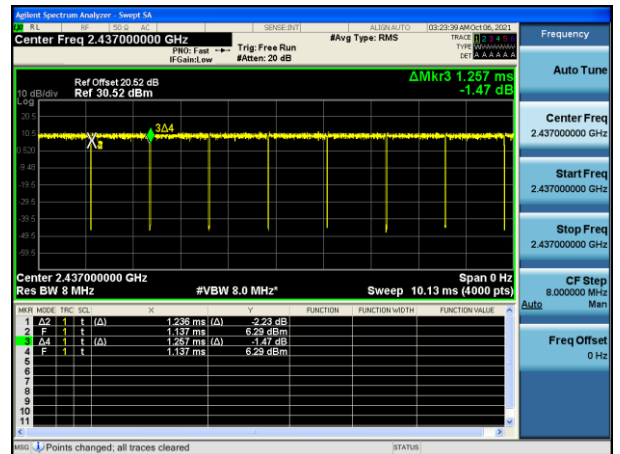 Agilent Spectrum Analyzer - Swept SA
RL RF 50 Ω AC SENSE:INT ALIGN AUTO 03:23:39 AM Oct 06, 2021
Center Freq 2.437000000 GHz #Avg Type: RMS TRACE 1 2 3 4 5 6
PNO: Fast Trig: Free Run TYPE
IFGain:Low #Atten: 20 dB DET A A A A A A
Frequency
Auto Tune
Center Freq
2.437000000 GHz
Start Freq
2.437000000 GHz
Stop Freq
2.437000000 GHz
CF Step
8.000000 MHz
Auto Man
Freq Offset
0 Hz
ΔMkr3 1.257 ms
-1.47 dB
Ref Offset 20.52 dB
10 dB/div Ref 30.52 dBm
Log
20.5
10.5
0.520
-9.48
-19.5
-29.5
-39.5
-49.5
-59.5
3Δ4
Center 2.437000000 GHz Span 0 Hz
Res BW 8 MHz #VBW 8.0 MHz* Sweep 10.13 ms (4000 pts)
MKR MODE TRC SCL X Y FUNCTION FUNCTION WIDTH FUNCTION VALUE
1 Δ2 1 t (Δ) 1.236 ms (Δ) -2.23 dB
2 F 1 t 1.137 ms 6.29 dBm
3 Δ4 1 t (Δ) 1.257 ms (Δ) -1.47 dB
4 F 1 t 1.137 ms 6.29 dBm
5
6
7
8
9
10
11
MSG Points changed; all traces cleared STATUS